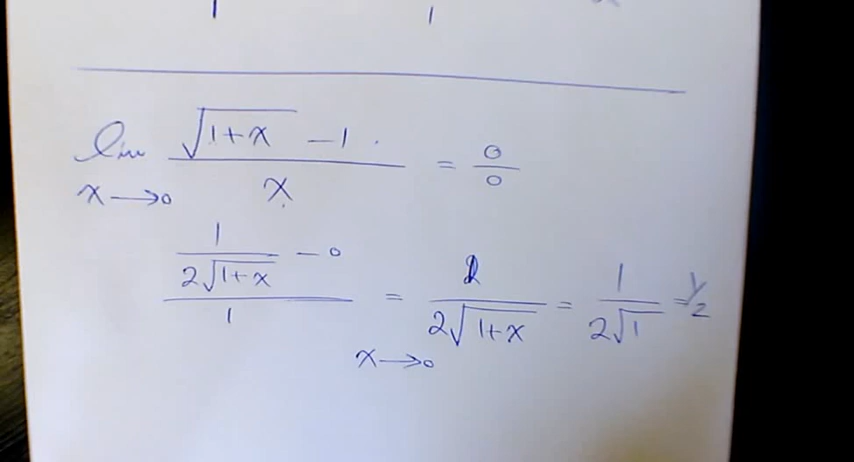 lim √(1+x) - 1 / x = 0/0
x → 0
1/(2√(1+x)) - 0 / 1 = 1/(2√(1+x)) = 1/(2√1) = 1/2
x → 0